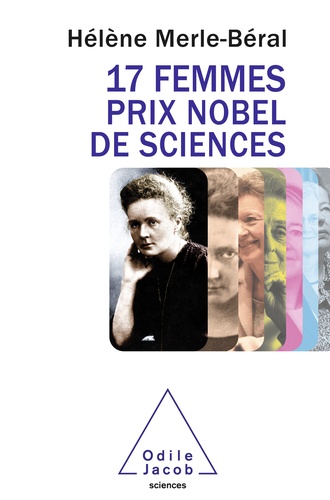 Hélène Merle-Béral
17 FEMMES
PRIX NOBEL
DE SCIENCES
Odile
Jacob
sciences